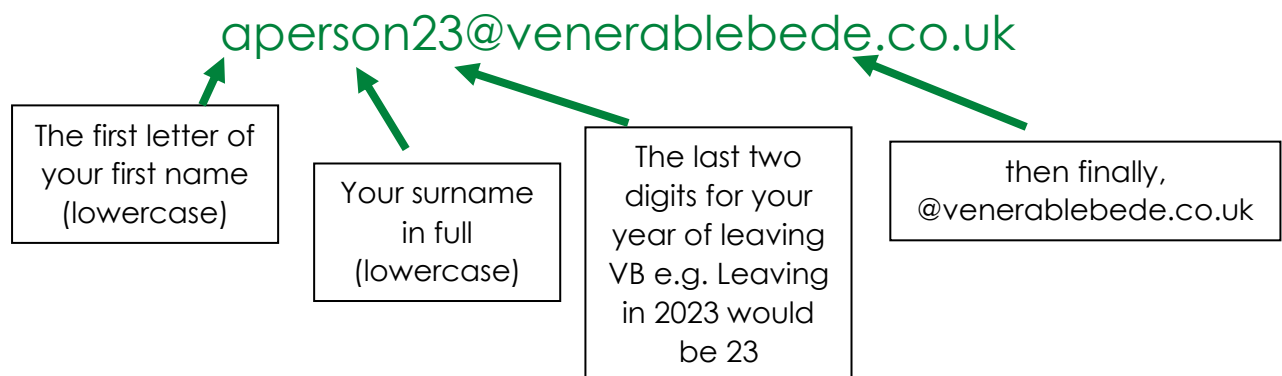 aperson23@venerablebede.co.uk
The first letter of
your first name
(lowercase)
Your surname
in full
(lowercase)
The last two
digits for your
year of leaving
VB e.g. Leaving
in 2023 would
be 23
then finally,
@venerablebede.co.uk